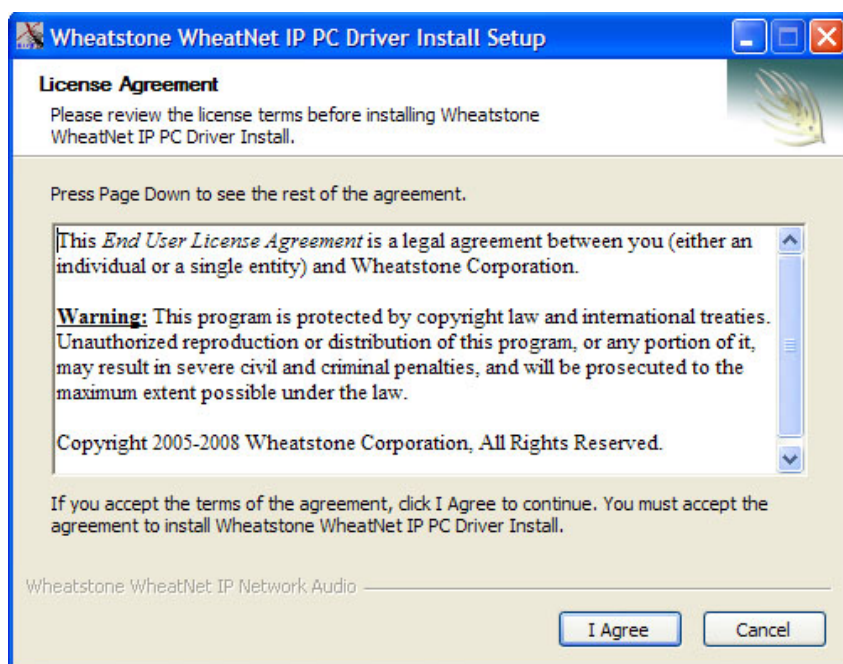 Wheatstone WheatNet IP PC Driver Install Setup
License Agreement
Please review the license terms before installing Wheatstone
WheatNet IP PC Driver Install.
Press Page Down to see the rest of the agreement.
This End User License Agreement is a legal agreement between you (either an
individual or a single entity) and Wheatstone Corporation.
Warning: This program is protected by copyright law and international treaties.
Unauthorized reproduction or distribution of this program, or any portion of it,
may result in severe civil and criminal penalties, and will be prosecuted to the
maximum extent possible under the law.
Copyright 2005-2008 Wheatstone Corporation, All Rights Reserved.
If you accept the terms of the agreement, click I Agree to continue. You must accept the
agreement to install Wheatstone WheatNet IP PC Driver Install.
Wheatstone WheatNet IP Network Audio
I Agree
Cancel